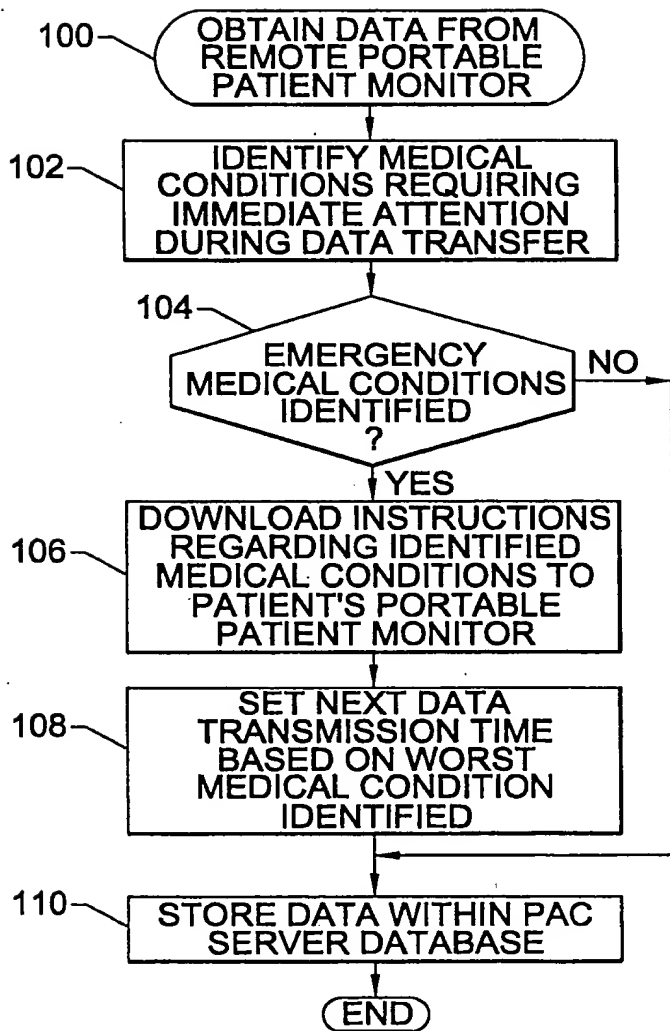 100
OBTAIN DATA FROM
REMOTE PORTABLE
PATIENT MONITOR
102
IDENTIFY MEDICAL
CONDITIONS REQUIRING
IMMEDIATE ATTENTION
DURING DATA TRANSFER
104
EMERGENCY
MEDICAL CONDITIONS
IDENTIFIED
?
NO
YES
106
DOWNLOAD INSTRUCTIONS
REGARDING IDENTIFIED
MEDICAL CONDITIONS TO
PATIENT'S PORTABLE
PATIENT MONITOR
108
SET NEXT DATA
TRANSMISSION TIME
BASED ON WORST
MEDICAL CONDITION
IDENTIFIED
110
STORE DATA WITHIN PAC
SERVER DATABASE
END